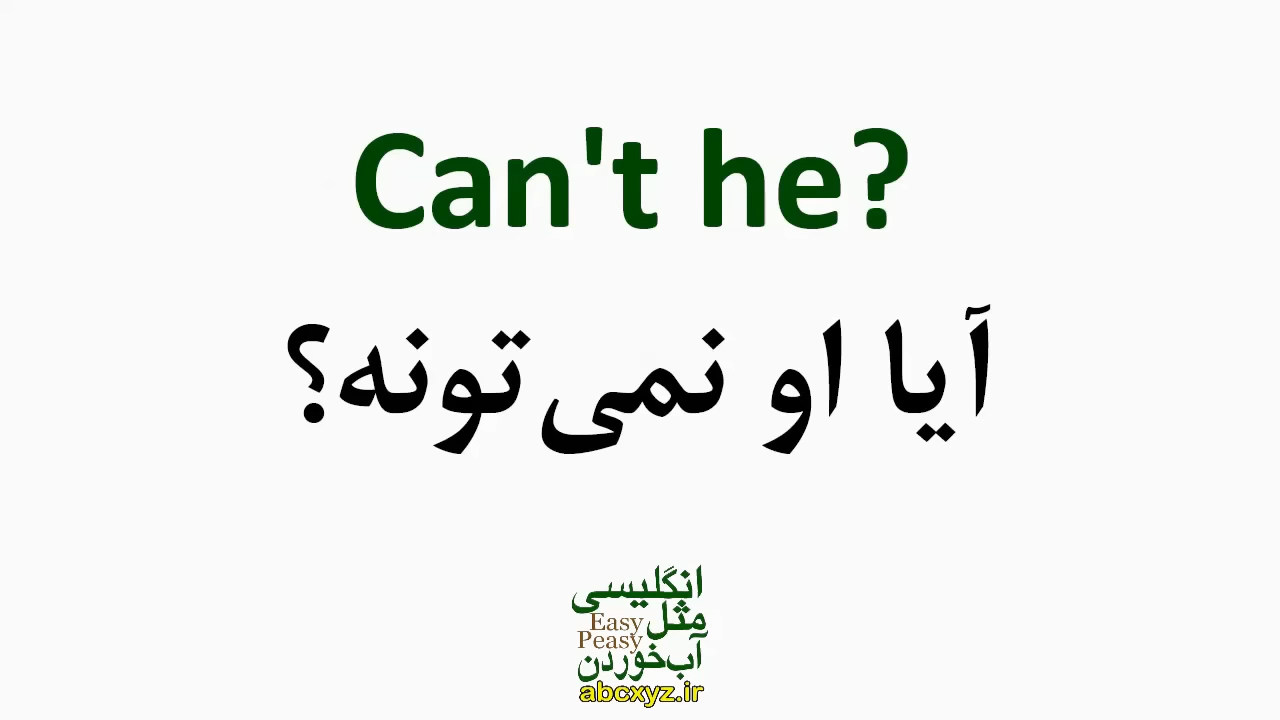 Can't he?
آیا او نمی‌تونه؟
انگلیسی
مثل Easy
Peasy
آب‌خوردن
abcxyz.ir